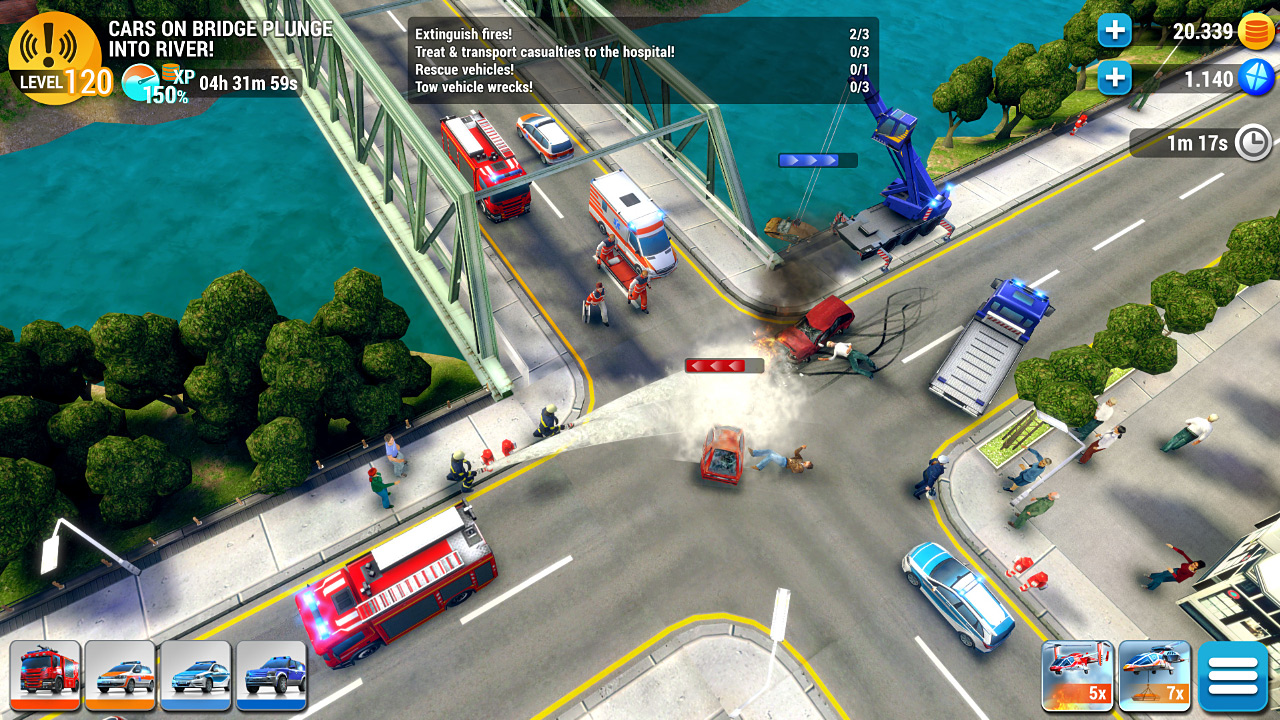 CARS ON BRIDGE PLUNGE
INTO RIVER!
LEVEL 120
XP
150%
04h 31m 59s
Extinguish fires! 2/3
Treat & transport casualties to the hospital! 0/3
Rescue vehicles! 0/1
Tow vehicle wrecks! 0/3
20.339
1.140
1m 17s
5x
7x